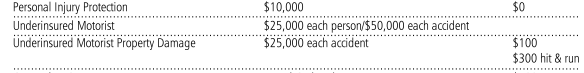 Personal Injury Protection $10,000 $0
Underinsured Motorist $25,000 each person/$50,000 each accident
Underinsured Motorist Property Damage $25,000 each accident $100
$300 hit & run